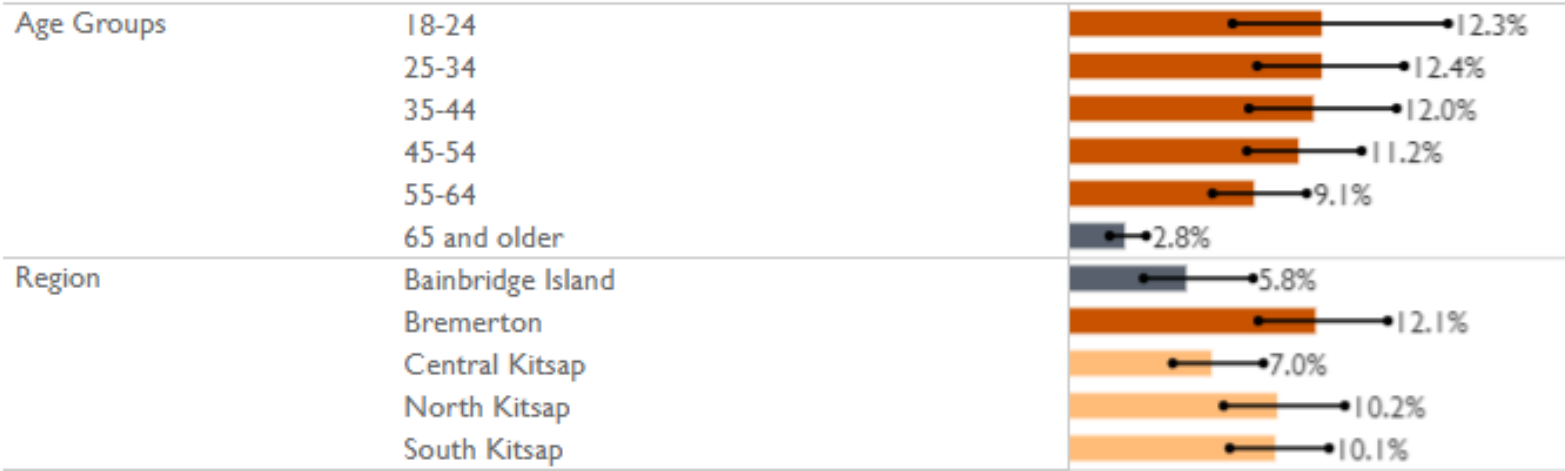 Age Groups 18-24 12.3%
25-34 12.4%
35-44 12.0%
45-54 11.2%
55-64 9.1%
65 and older 2.8%
Region Bainbridge Island 5.8%
Bremerton 12.1%
Central Kitsap 7.0%
North Kitsap 10.2%
South Kitsap 10.1%